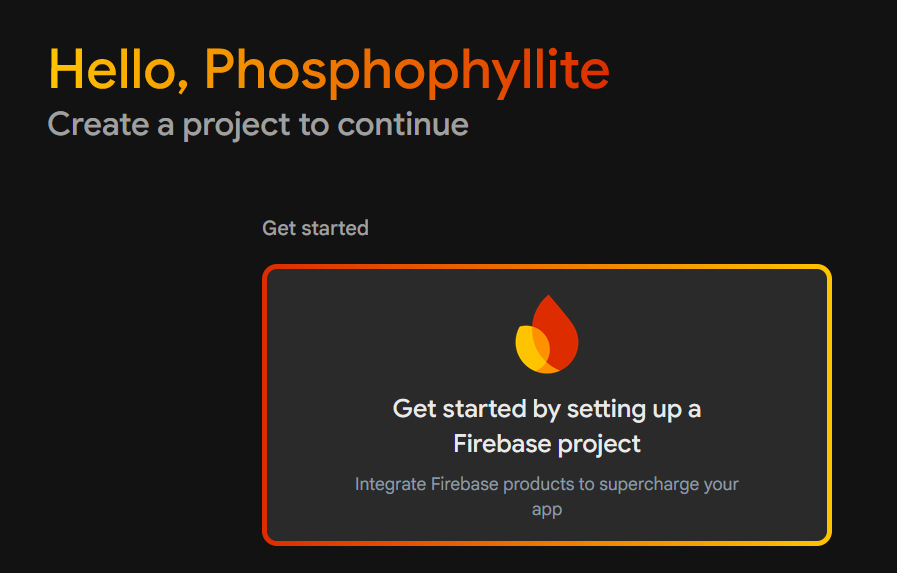 Hello, Phosphophyllite
Create a project to continue
Get started
Get started by setting up a
Firebase project
Integrate Firebase products to supercharge your
app